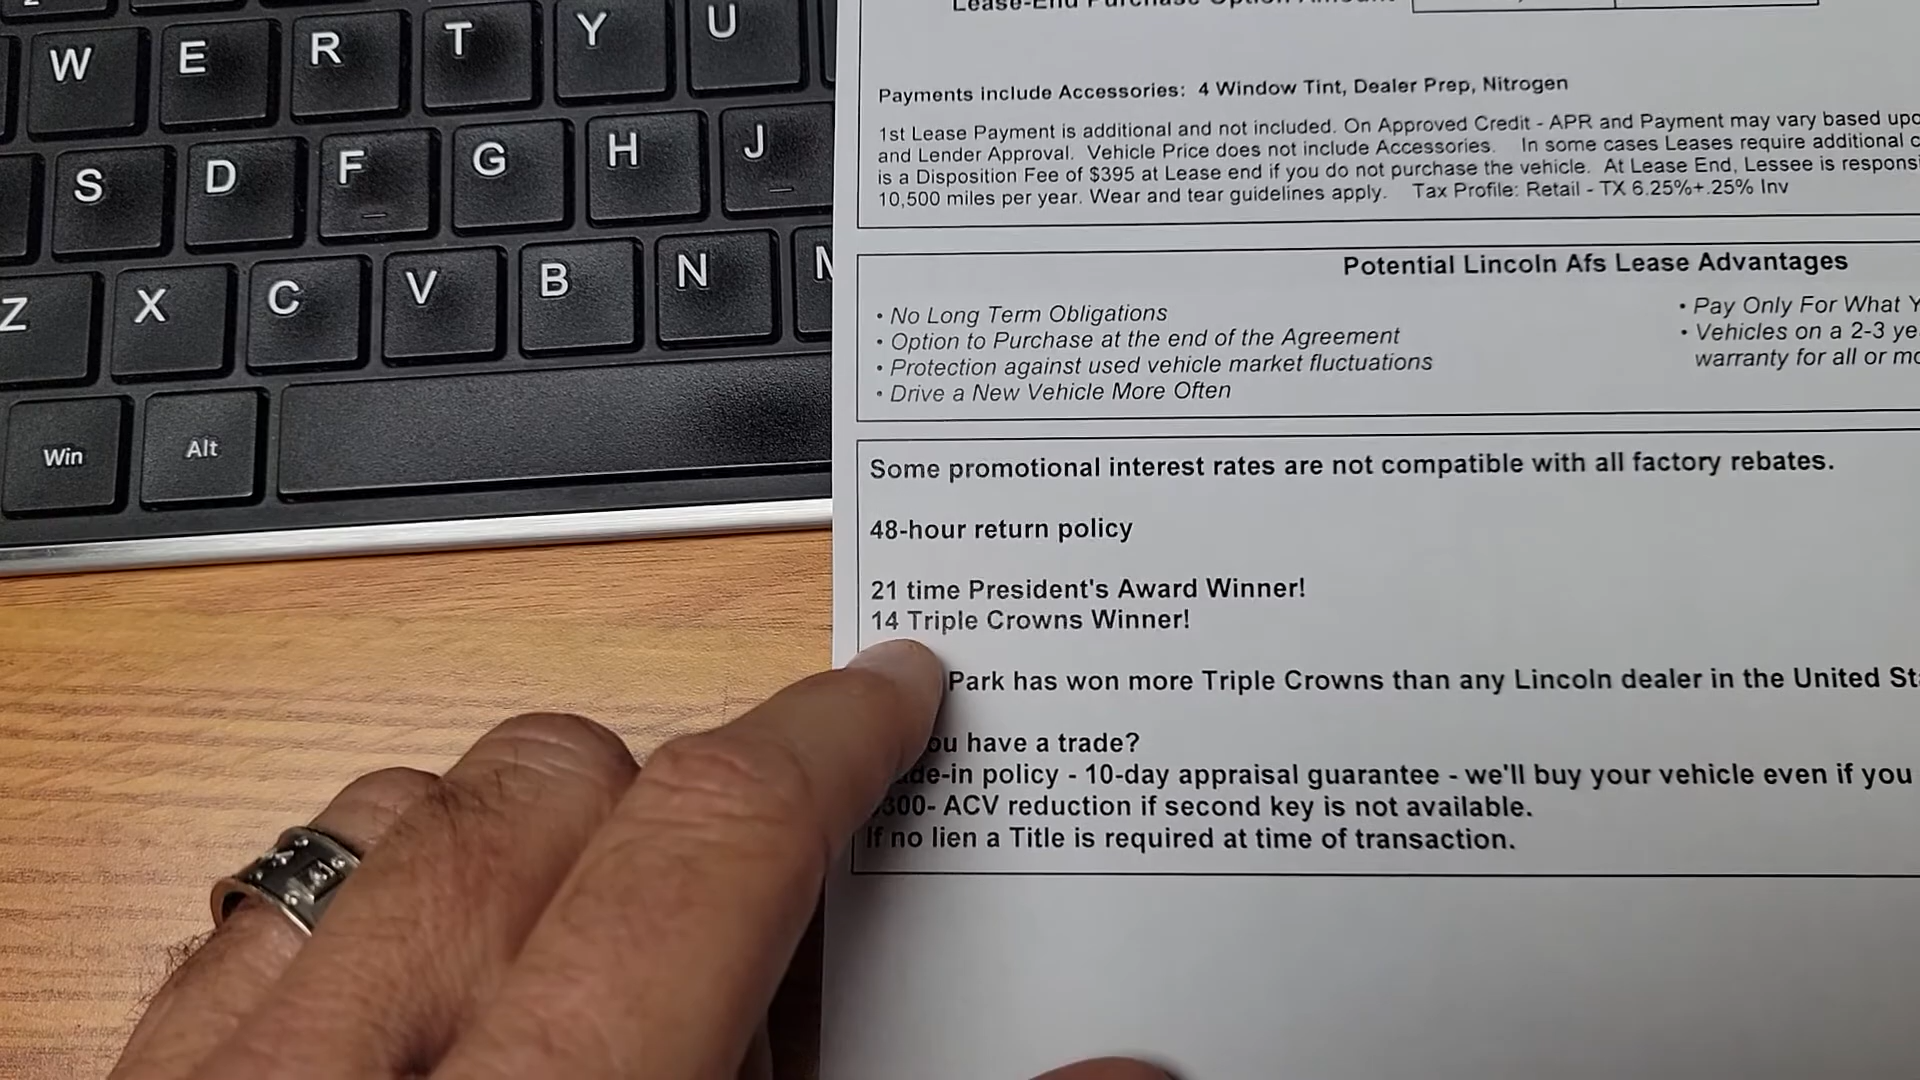 W E R T Y U
S D F G H J
Z X C V B N
Win Alt
Payments include Accessories: 4 Window Tint, Dealer Prep, Nitrogen
1st Lease Payment is additional and not included. On Approved Credit - APR and Payment may vary based
and Lender Approval. Vehicle Price does not include Accessories. In some cases Leases require additional
is a Disposition Fee of $395 at Lease end if you do not purchase the vehicle. At Lease End, Lessee is
10,500 miles per year. Wear and tear guidelines apply. Tax Profile: Retail - TX 6.25%+.25% Inv
Potential Lincoln Afs Lease Advantages
• No Long Term Obligations
• Option to Purchase at the end of the Agreement
• Protection against used vehicle market fluctuations
• Drive a New Vehicle More Often
• Pay Only For What
• Vehicles on a 2-3
warranty for all or
Some promotional interest rates are not compatible with all factory rebates.
48-hour return policy
21 time President's Award Winner!
14 Triple Crowns Winner!
Park has won more Triple Crowns than any Lincoln dealer in the United
have a trade?
policy - 10-day appraisal guarantee - we'll buy your vehicle even if you
ACV reduction if second key is not available.
If no lien a Title is required at time of transaction.